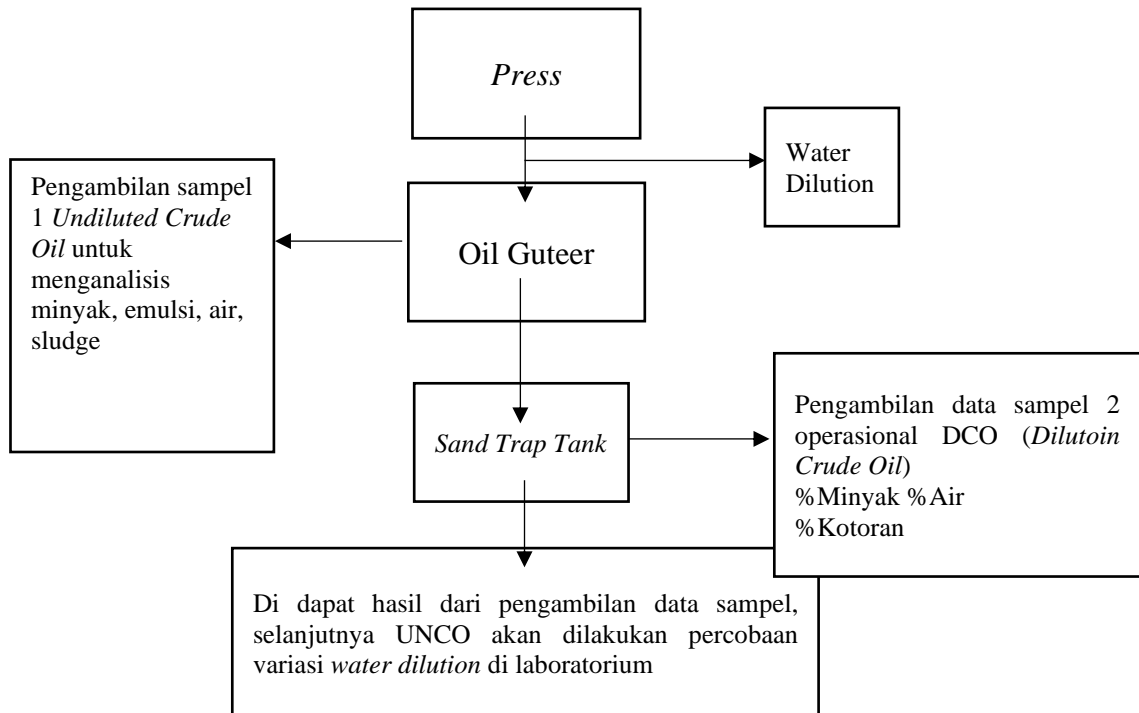 Press
Water
Dilution
Pengambilan sampel
1 Undiluted Crude
Oil untuk
menganalisis
minyak, emulsi, air,
sludge
Oil Guteer
Sand Trap Tank
Pengambilan data sampel 2
operasional DCO (Dilutoin
Crude Oil)
%Minyak %Air
%Kotoran
Di dapat hasil dari pengambilan data sampel,
selanjutnya UNCO akan dilakukan percobaan
variasi water dilution di laboratorium